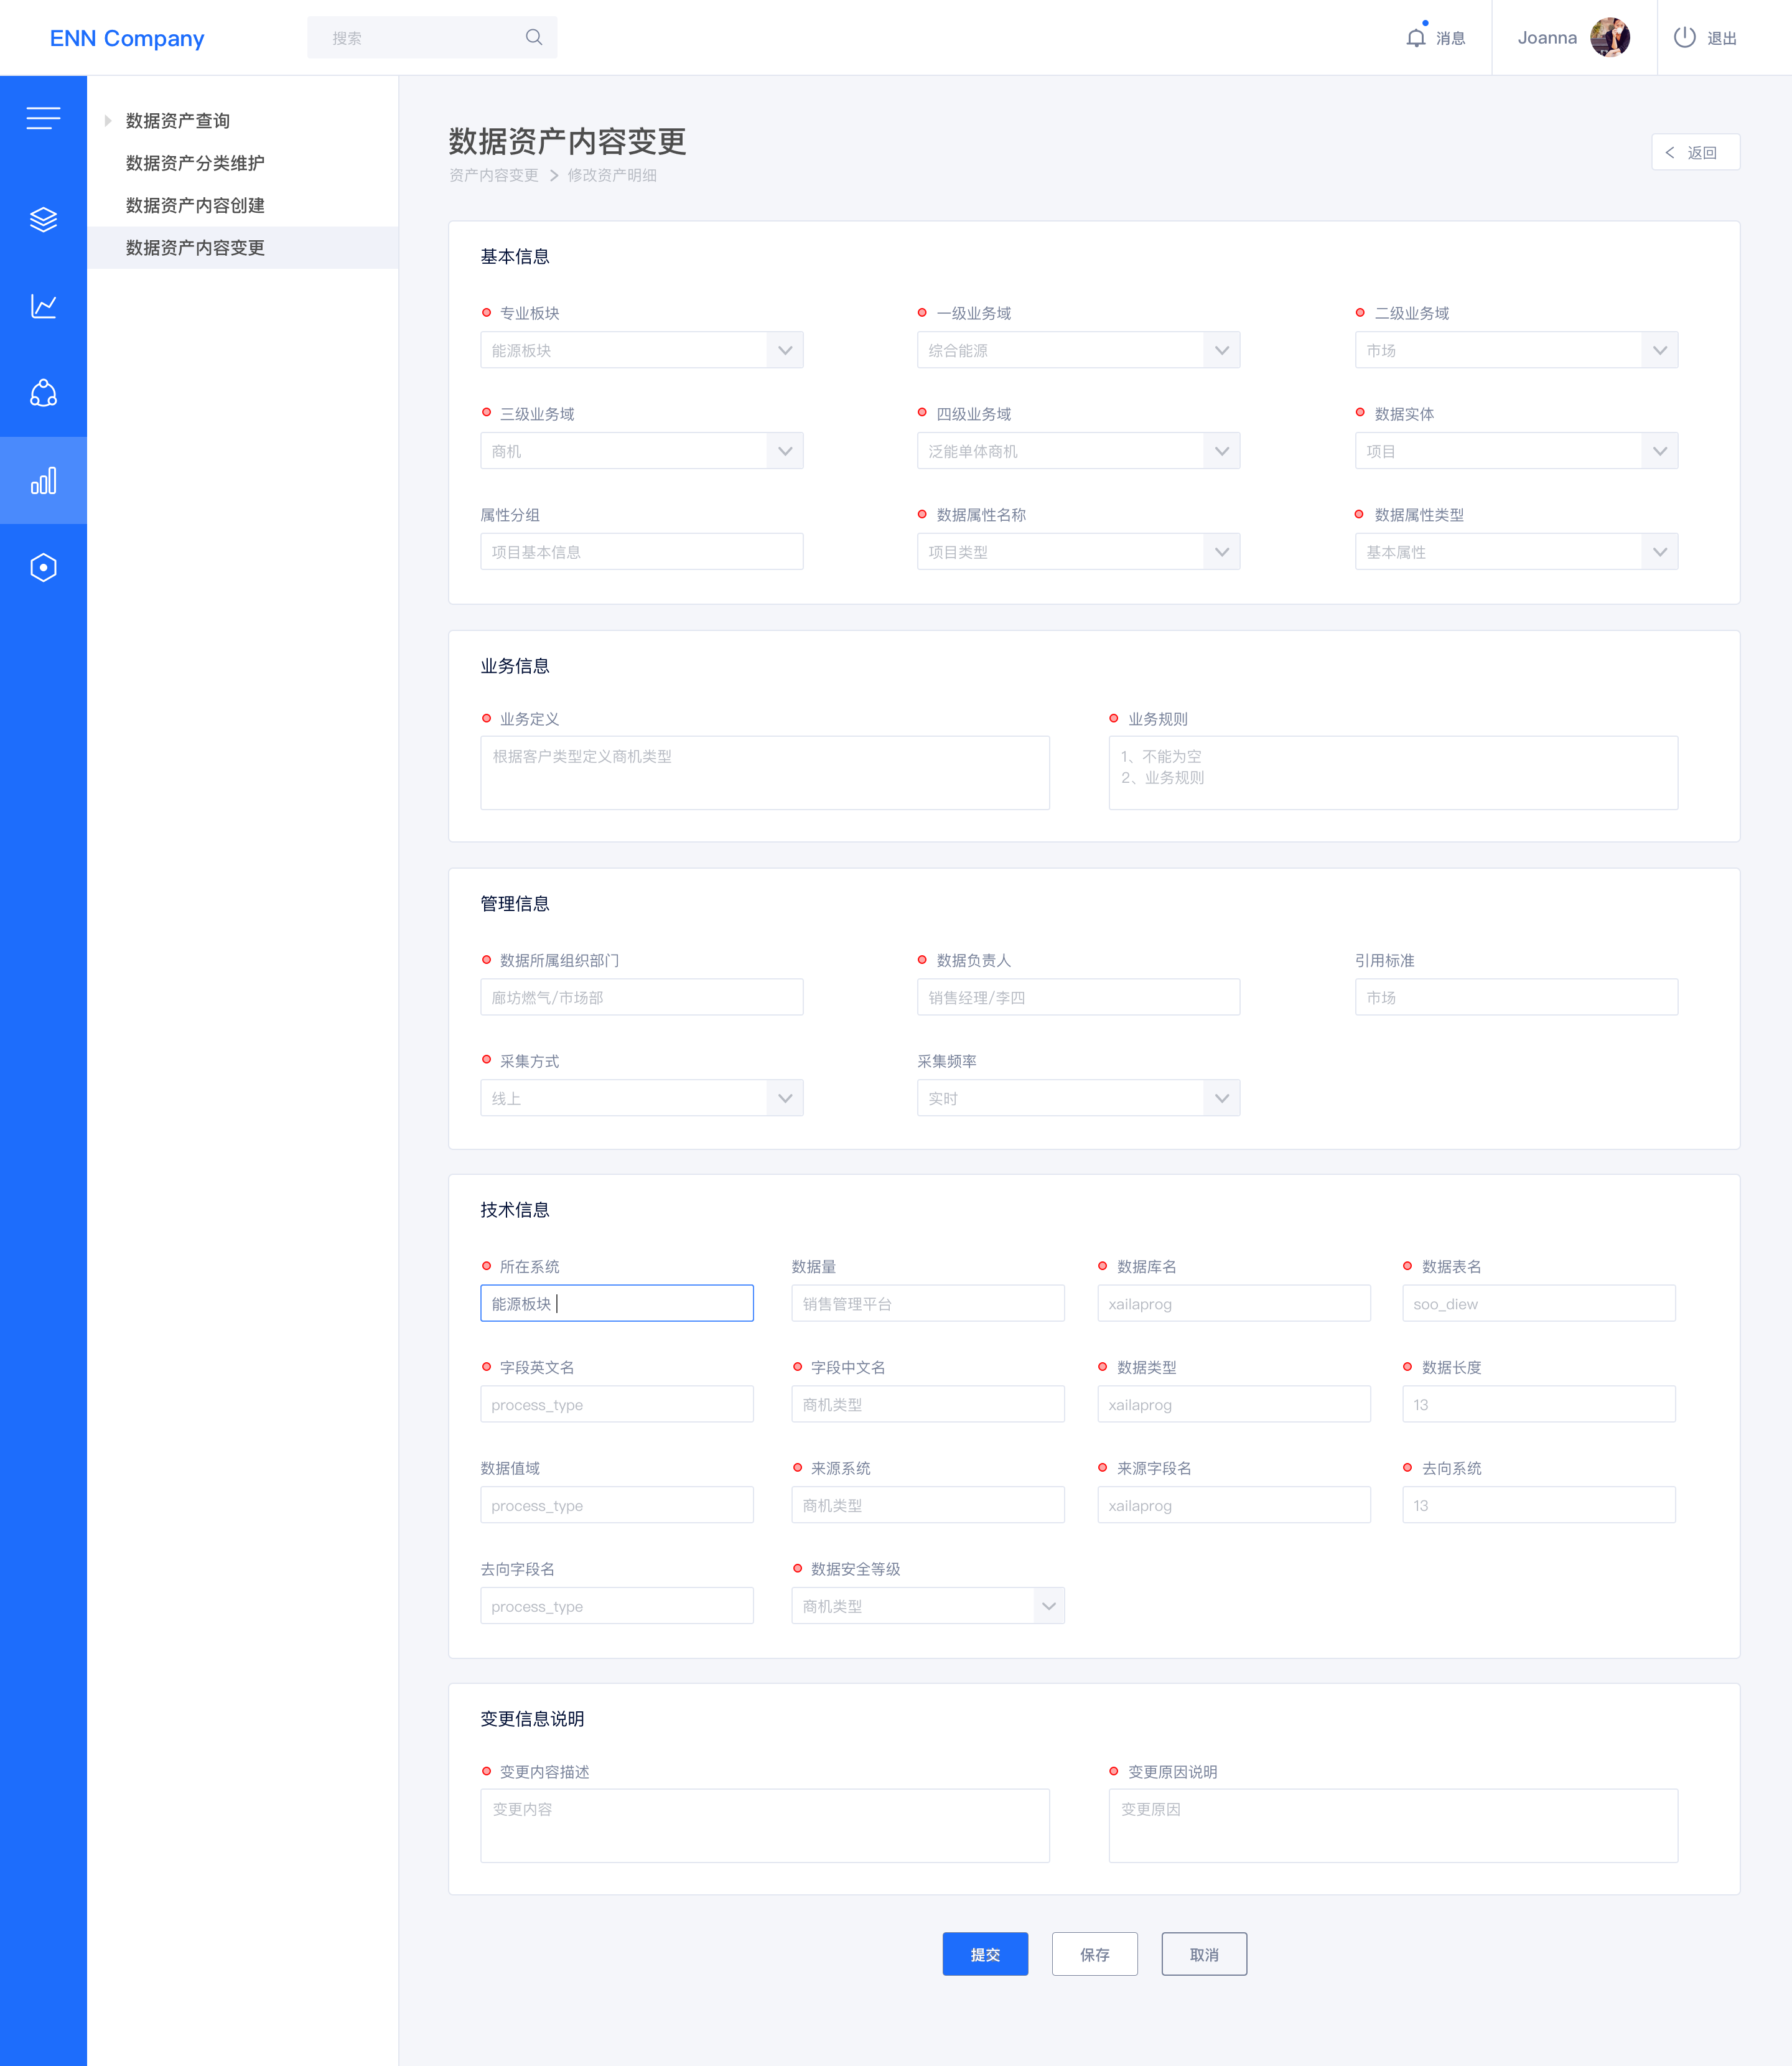 ENN Company
搜索
消息
Joanna
退出
数据资产查询
数据资产分类维护
数据资产内容创建
数据资产内容变更
数据资产内容变更
资产内容变更 > 修改资产明细
返回
基本信息
专业板块
一级业务域
二级业务域
能源板块
综合能源
市场
三级业务域
四级业务域
数据实体
商机
泛能单体商机
项目
属性分组
数据属性名称
数据属性类型
项目基本信息
项目类型
基本属性
业务信息
业务定义
业务规则
根据客户类型定义商机类型
1、不能为空
2、业务规则
管理信息
数据所属组织部门
数据负责人
引用标准
廊坊燃气/市场部
销售经理/李四
市场
采集方式
采集频率
线上
实时
技术信息
所在系统
数据量
数据库名
数据表名
能源板块
销售管理平台
xailaprog
soo_diew
字段英文名
字段中文名
数据类型
数据长度
process_type
商机类型
xailaprog
13
数据值域
来源系统
来源字段名
去向系统
process_type
商机类型
xailaprog
13
去向字段名
数据安全等级
process_type
商机类型
变更信息说明
变更内容描述
变更原因说明
变更内容
变更原因
提交
保存
取消